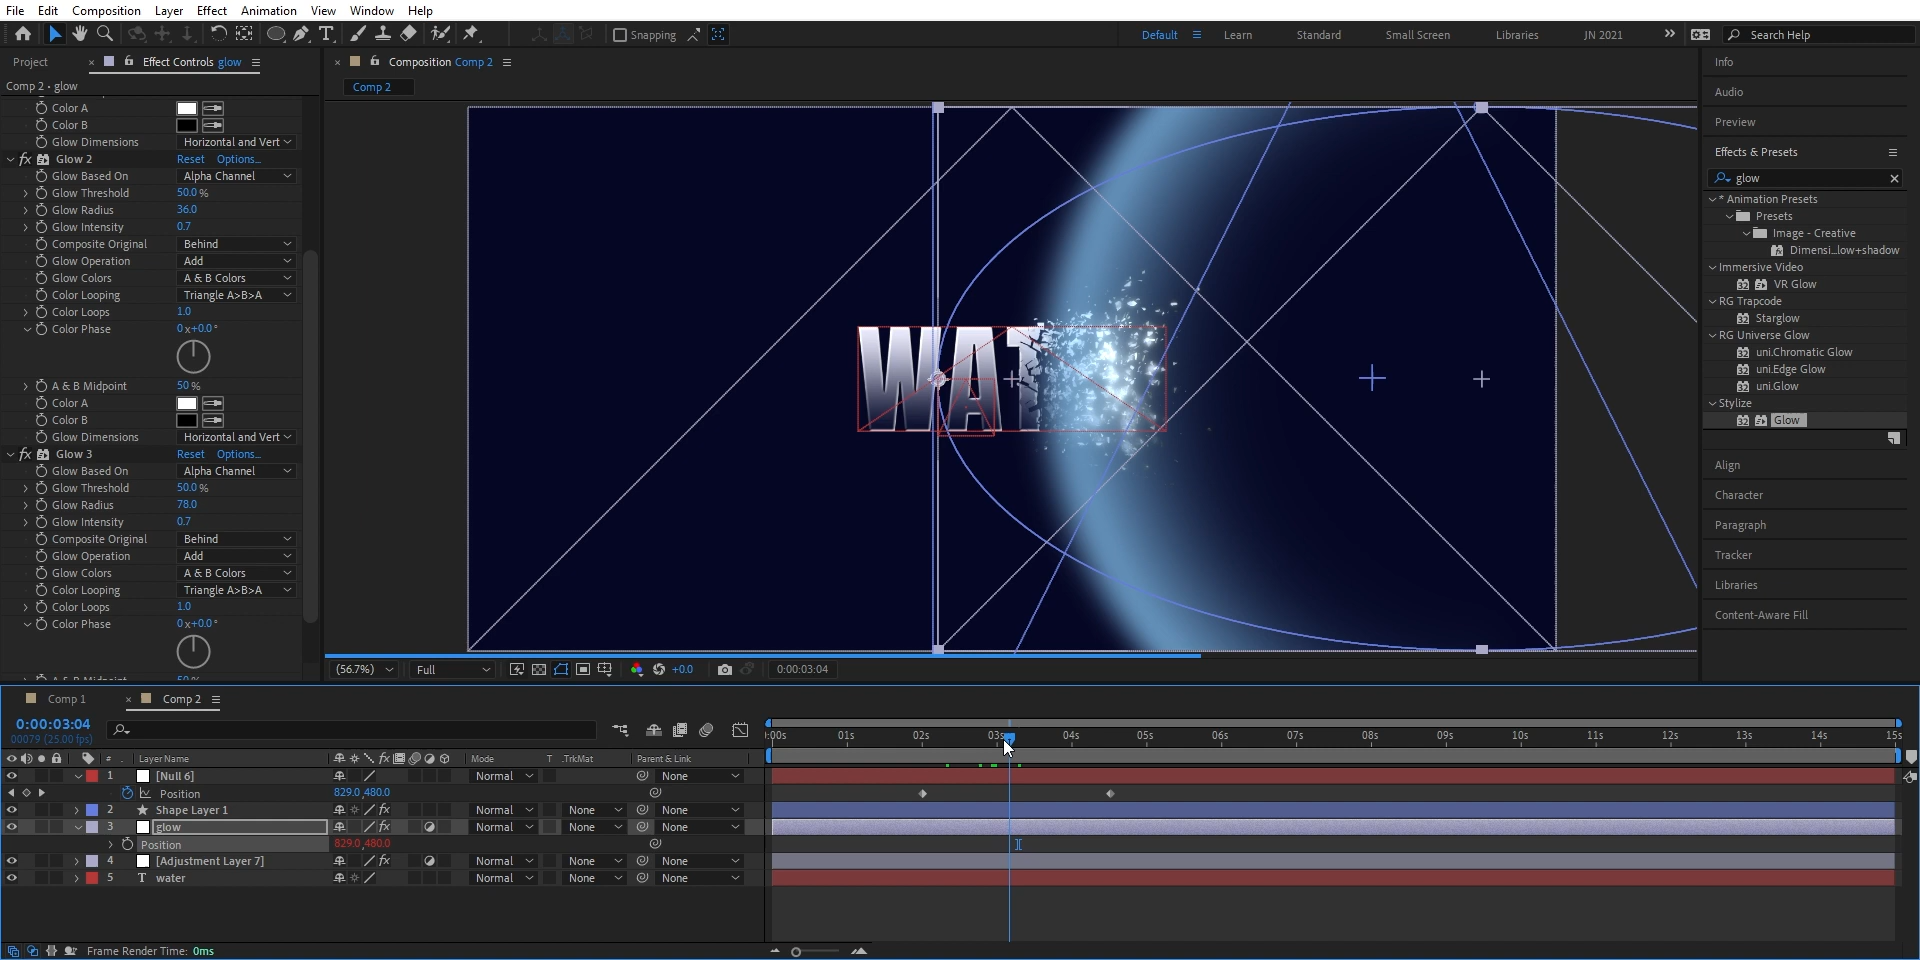 File Edit Composition Layer Effect Animation View Window Help
Snapping
Default Learn Standard Small Screen Libraries JN 2021 Search Help
Project Effect Controls glow
Comp 2 • glow
Color A
Color B
Glow Dimensions Horizontal and Vert
fx Glow 2 Reset Options...
Glow Based On Alpha Channel
Glow Threshold 50.0 %
Glow Radius 36.0
Glow Intensity 0.7
Composite Original Behind
Glow Operation Add
Glow Colors A & B Colors
Color Looping Triangle A>B>A
Color Loops 1.0
Color Phase 0 x+0.0 °
A & B Midpoint 50 %
Color A
Color B
Glow Dimensions Horizontal and Vert
fx Glow 3 Reset Options...
Glow Based On Alpha Channel
Glow Threshold 50.0 %
Glow Radius 78.0
Glow Intensity 0.7
Composite Original Behind
Glow Operation Add
Glow Colors A & B Colors
Color Looping Triangle A>B>A
Color Loops 1.0
Color Phase 0 x+0.0 °
Composition Comp 2
Comp 2
WAT
(56.7%) Full +0.0 0:00:03:04
Info
Audio
Preview
Effects & Presets
glow
* Animation Presets
Presets
Image - Creative
Dimensi...low+shadow
Immersive Video
32 VR Glow
RG Trapcode
32 Starglow
RG Universe Glow
32 uni.Chromatic Glow
32 uni.Edge Glow
32 uni.Glow
Stylize
32 Glow
Align
Character
Paragraph
Tracker
Libraries
Content-Aware Fill
Comp 1 Comp 2
0:00:03:04
00079 (25.00 fps)
:00s 01s 02s 03s 04s 05s 06s 07s 08s 09s 10s 11s 12s 13s 14s 15s
# Layer Name fx Mode T .TrkMat Parent & Link
1 [Null 6] Normal None
Position 829.0,480.0
2 Shape Layer 1 fx Normal None None
3 glow fx Normal None None
Position 829.0,480.0
4 [Adjustment Layer 7] fx Normal None None
5 T water Normal None None
Frame Render Time: 0ms